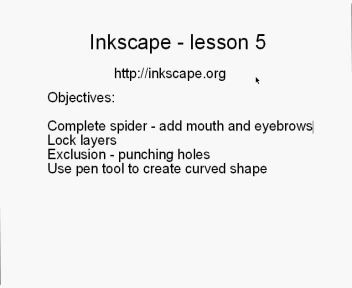 Inkscape - lesson 5
http://inkscape.org
Objectives:
Complete spider - add mouth and eyebrows
Lock layers
Exclusion - punching holes
Use pen tool to create curved shape